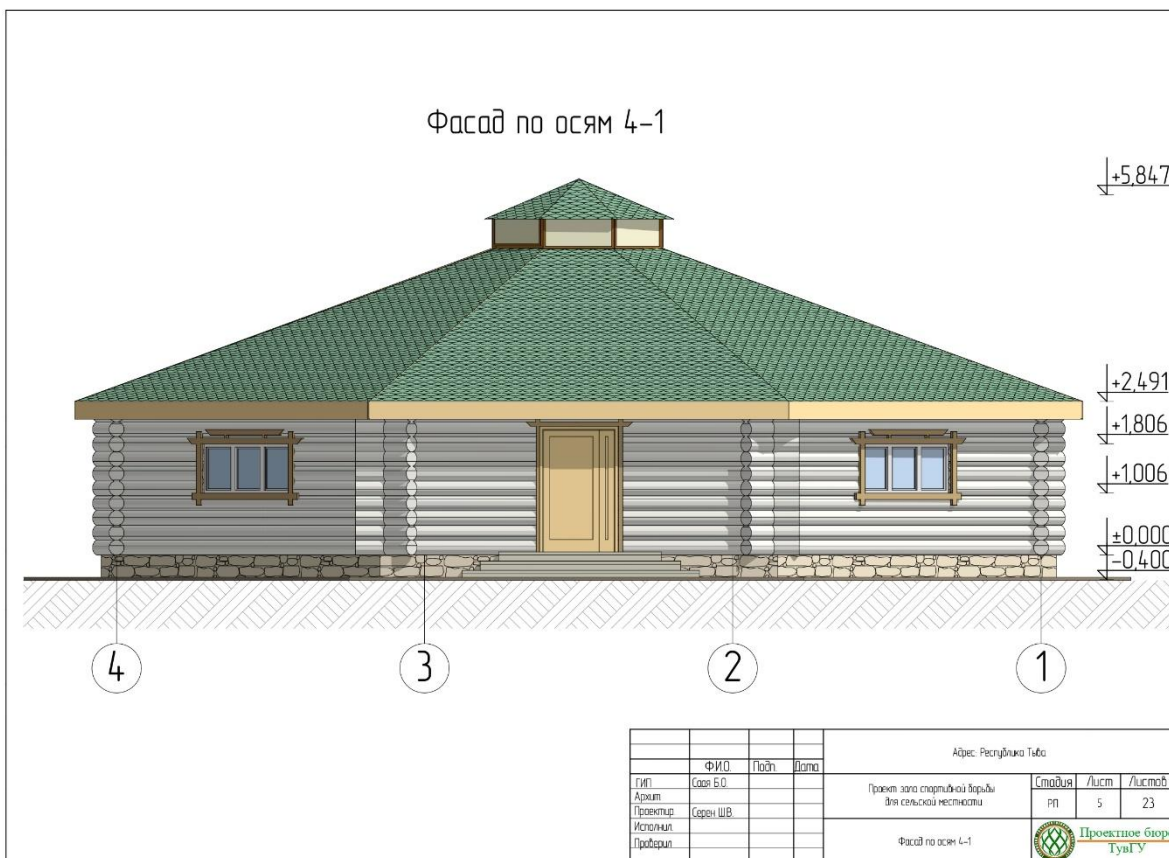 Фасад по осям 4-1
+5,847
+2,491
+1,806
+1,006
±0,000
-0,400
4 3 2 1
Адрес: Республика Тыва
Ф.И.О. Подп. Дата
ГИП Саая Б.О.
Архит.
Проектир. Серен Ш.В.
Исполнил
Проверил
Проект зала спортивной борьбы
для сельской местности
Стадия Лист Листов
РП 5 23
Фасад по осям 4-1
Проектное бюро
ТувГУ